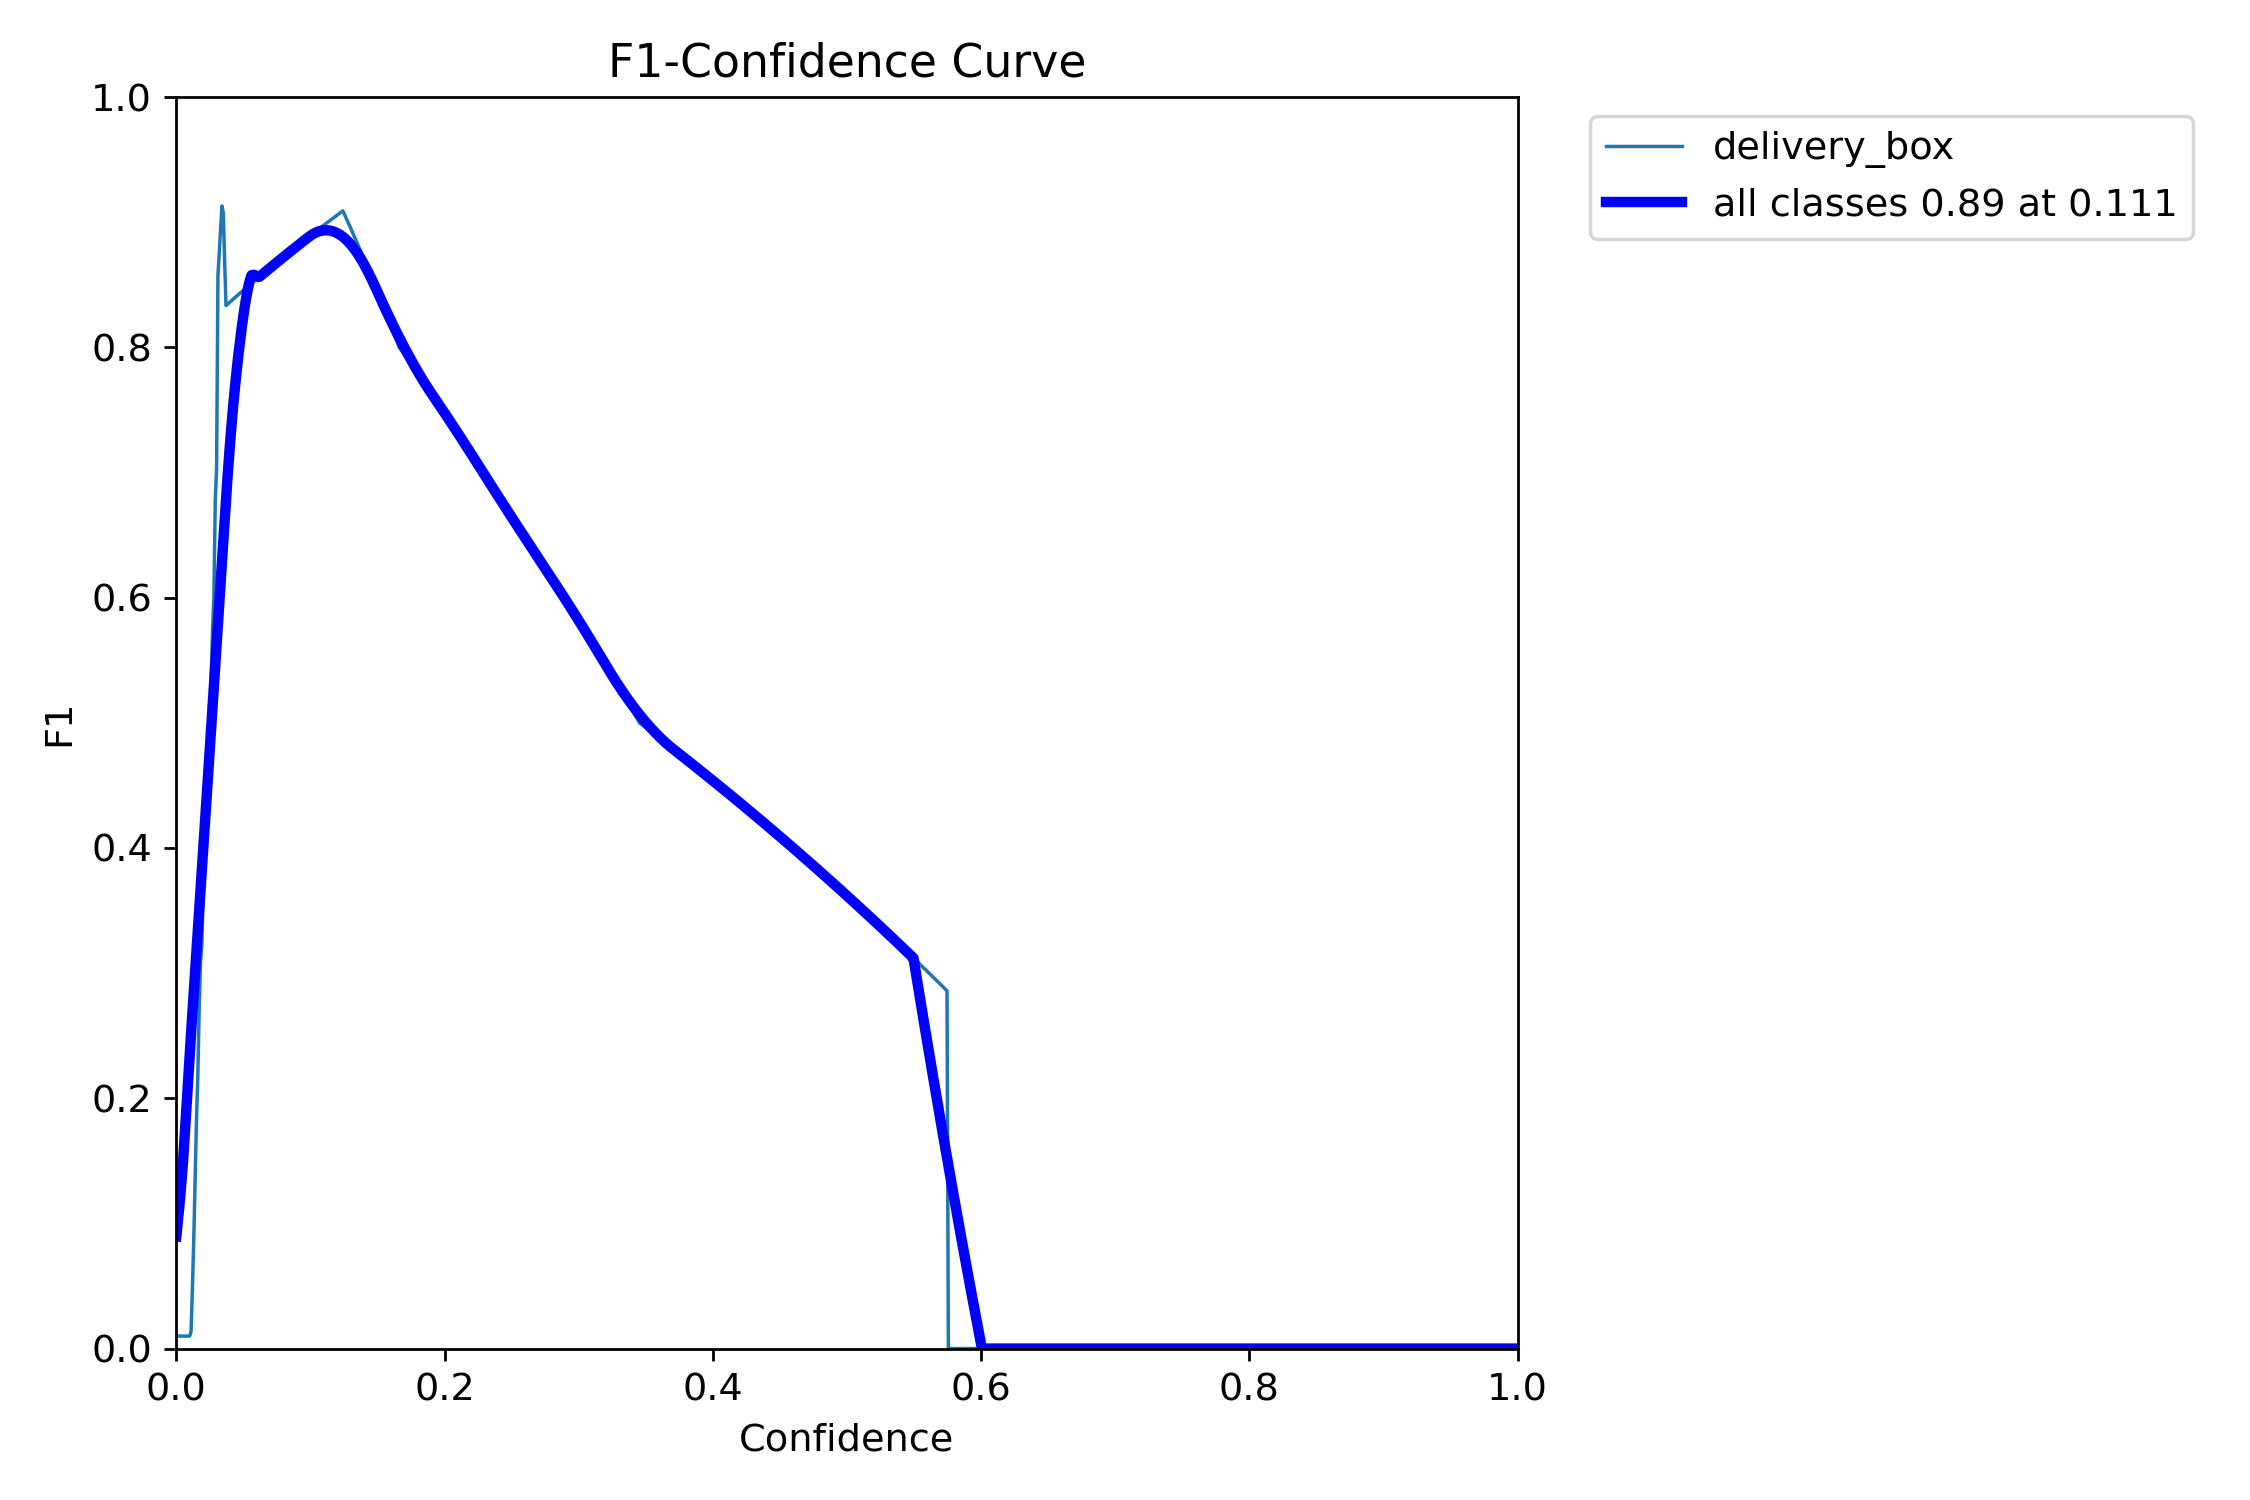 F1-Confidence Curve
delivery_box
all classes 0.89 at 0.111
F1
1.0
0.8
0.6
0.4
0.2
0.0
0.0 0.2 0.4 0.6 0.8 1.0
Confidence